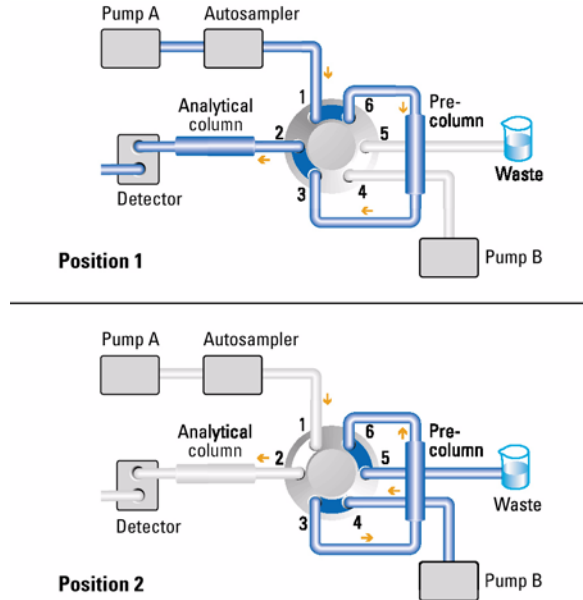 Pump A
Autosampler
1
6
Analytical
column
Pre-
column
2
5
3
4
Waste
Detector
Position 1
Pump B
Pump A
Autosampler
1
6
Analytical
column
Pre-
column
2
5
3
4
Waste
Detector
Position 2
Pump B